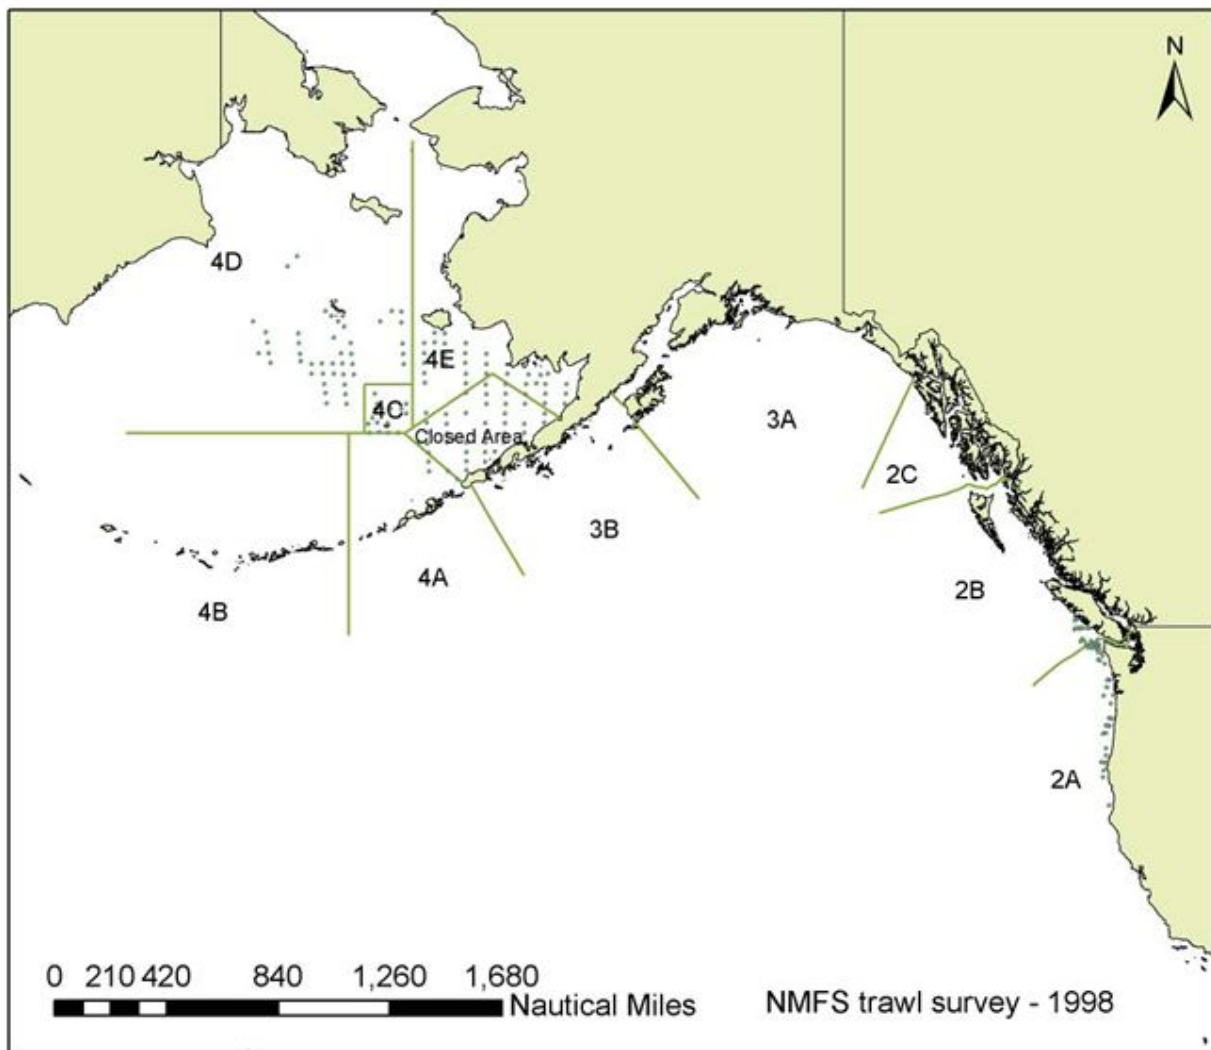 N
4D
4E
4C
Closed Area
3A
2C
3B
4A
2B
4B
2A
0 210 420 840 1,260 1,680
Nautical Miles
NMFS trawl survey - 1998